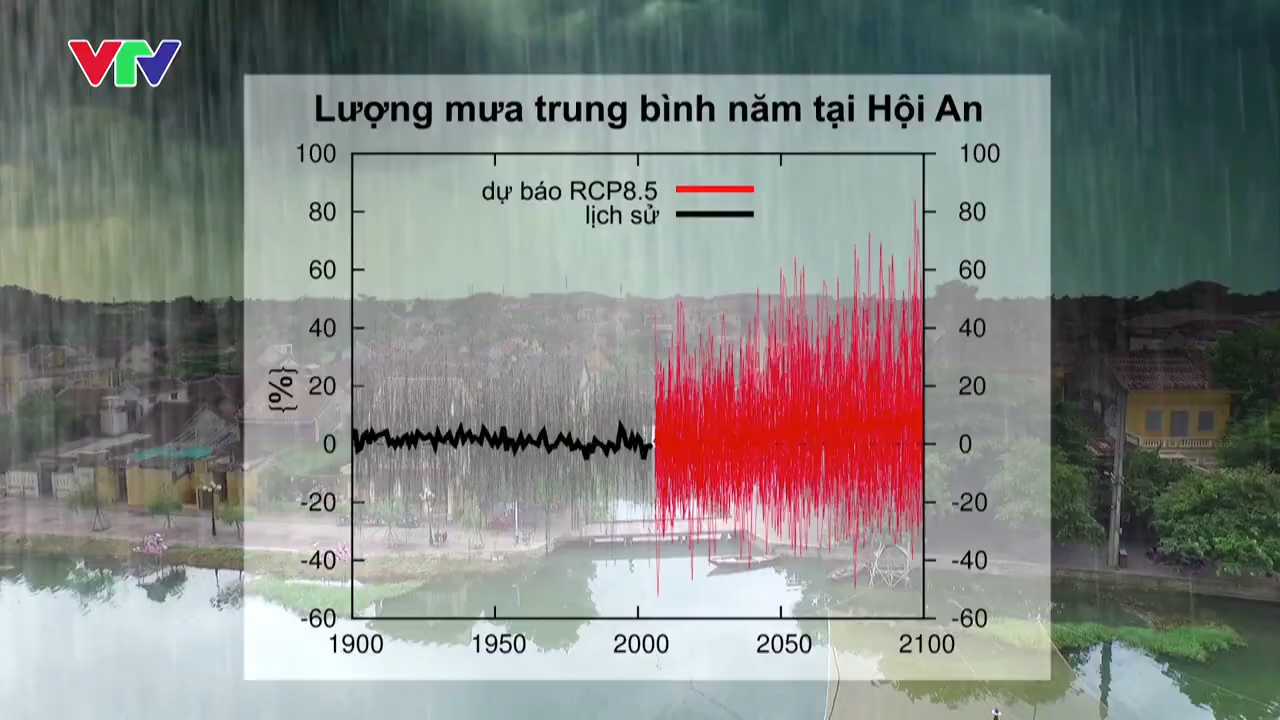 VTV
Lượng mưa trung bình năm tại Hội An
100 100
dự báo RCP8.5
lịch sử
80 80
60 60
40 40
{%}
20 20
0 0
-20 -20
-40 -40
-60 -60
1900 1950 2000 2050 2100